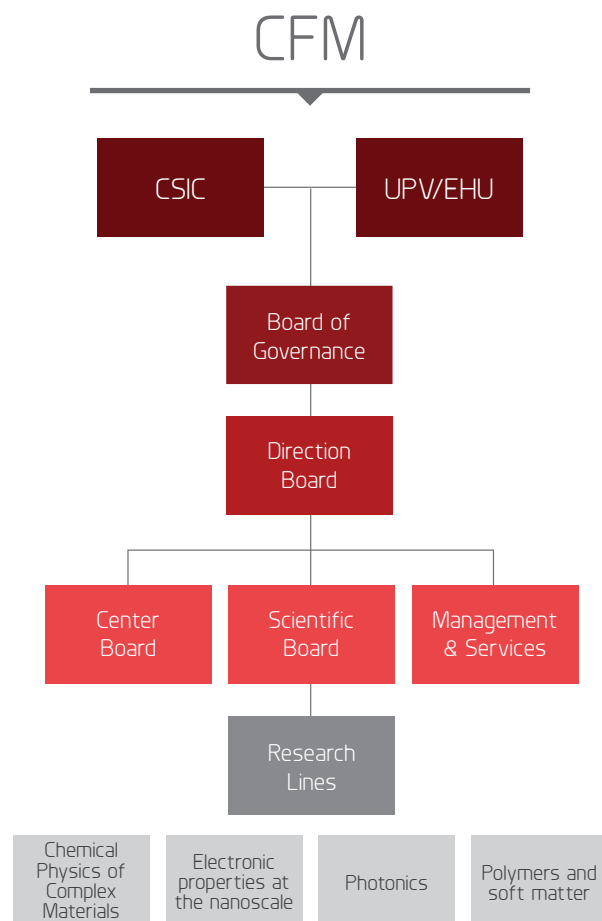 CFM
CSIC
UPV/EHU
Board of
Governance
Direction
Board
Center
Board
Scientific
Board
Management
& Services
Research
Lines
Chemical
Physics of
Complex
Materials
Electronic
properties at
the nanoscale
Photonics
Polymers and
soft matter